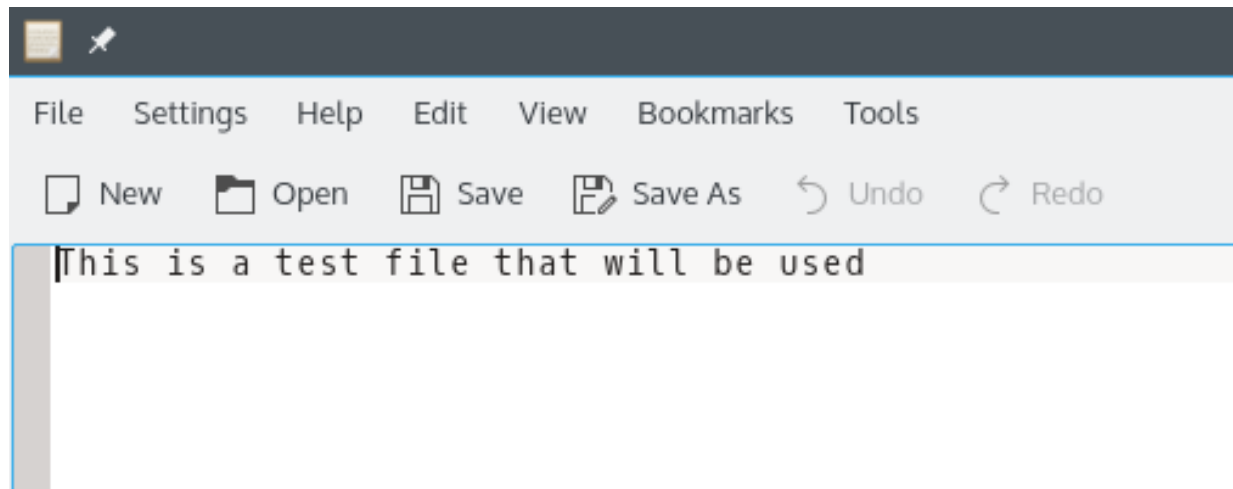 File Settings Help Edit View Bookmarks Tools
New Open Save Save As Undo Redo
This is a test file that will be used